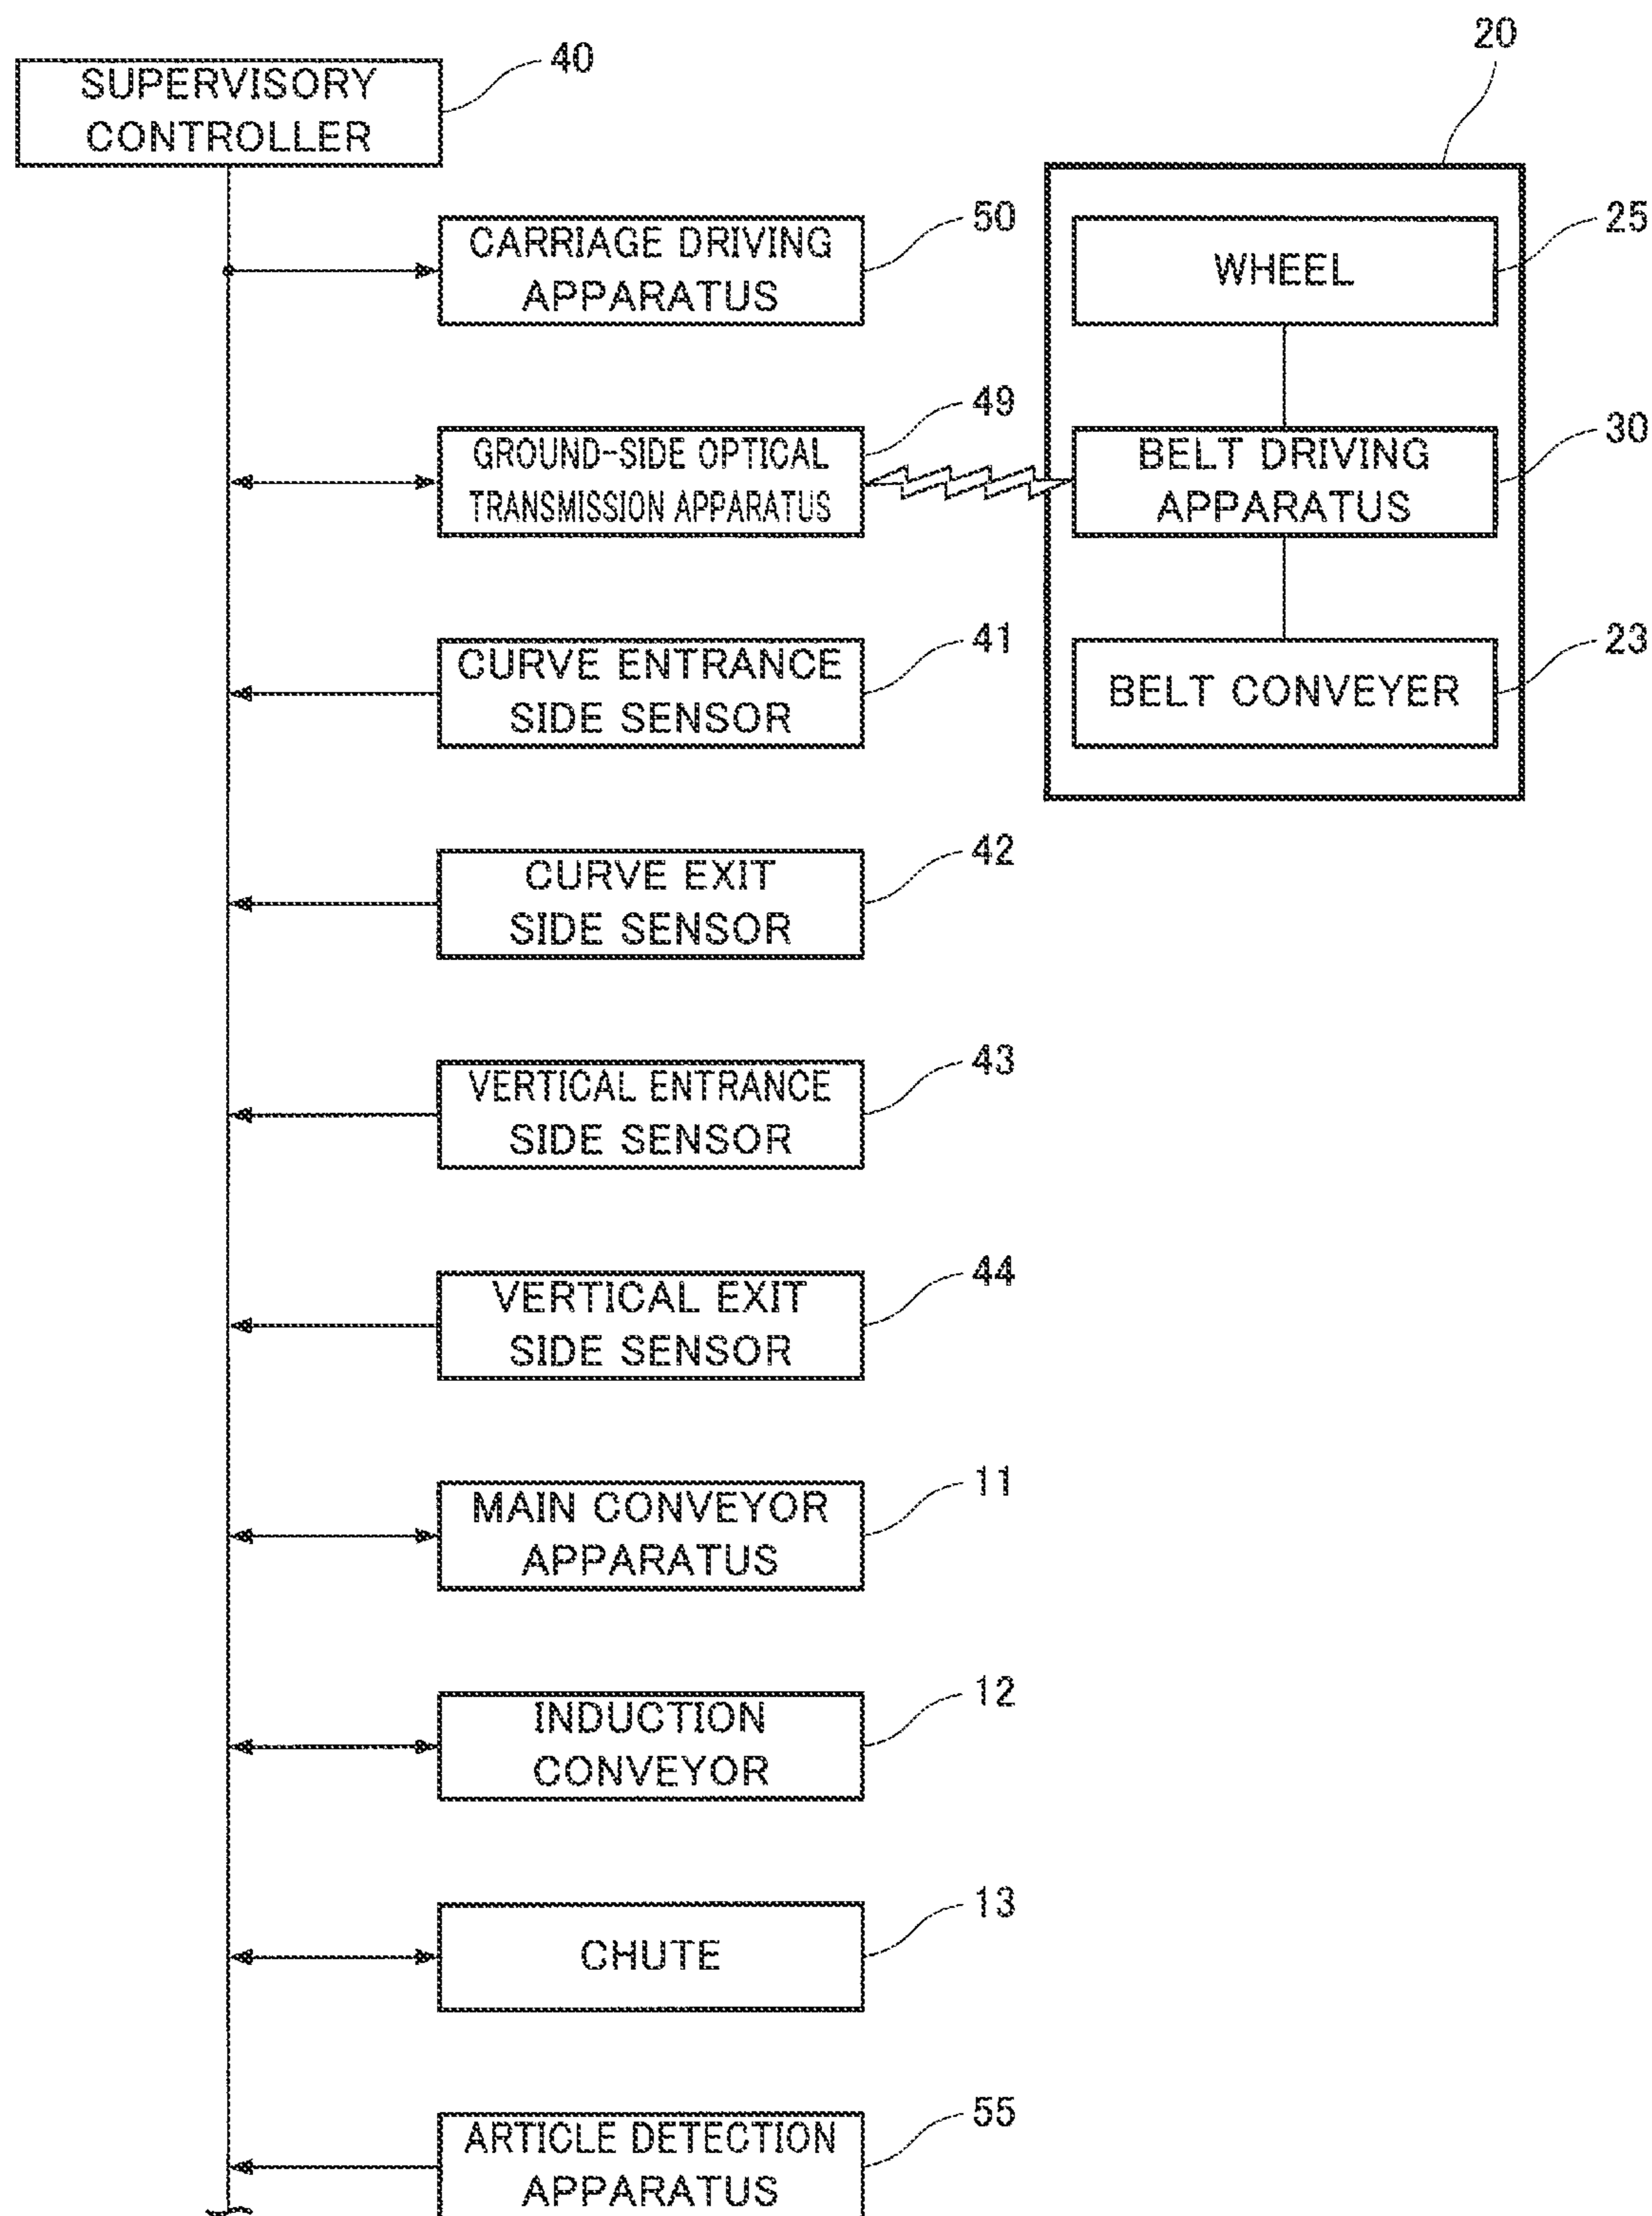 SUPERVISORY
CONTROLLER
40
20
CARRIAGE DRIVING
APPARATUS
50
WHEEL
25
GROUND-SIDE OPTICAL
TRANSMISSION APPARATUS
49
BELT DRIVING
APPARATUS
30
CURVE ENTRANCE
SIDE SENSOR
41
BELT CONVEYER
23
CURVE EXIT
SIDE SENSOR
42
VERTICAL ENTRANCE
SIDE SENSOR
43
VERTICAL EXIT
SIDE SENSOR
44
MAIN CONVEYOR
APPARATUS
11
INDUCTION
CONVEYOR
12
CHUTE
13
ARTICLE DETECTION
APPARATUS
55